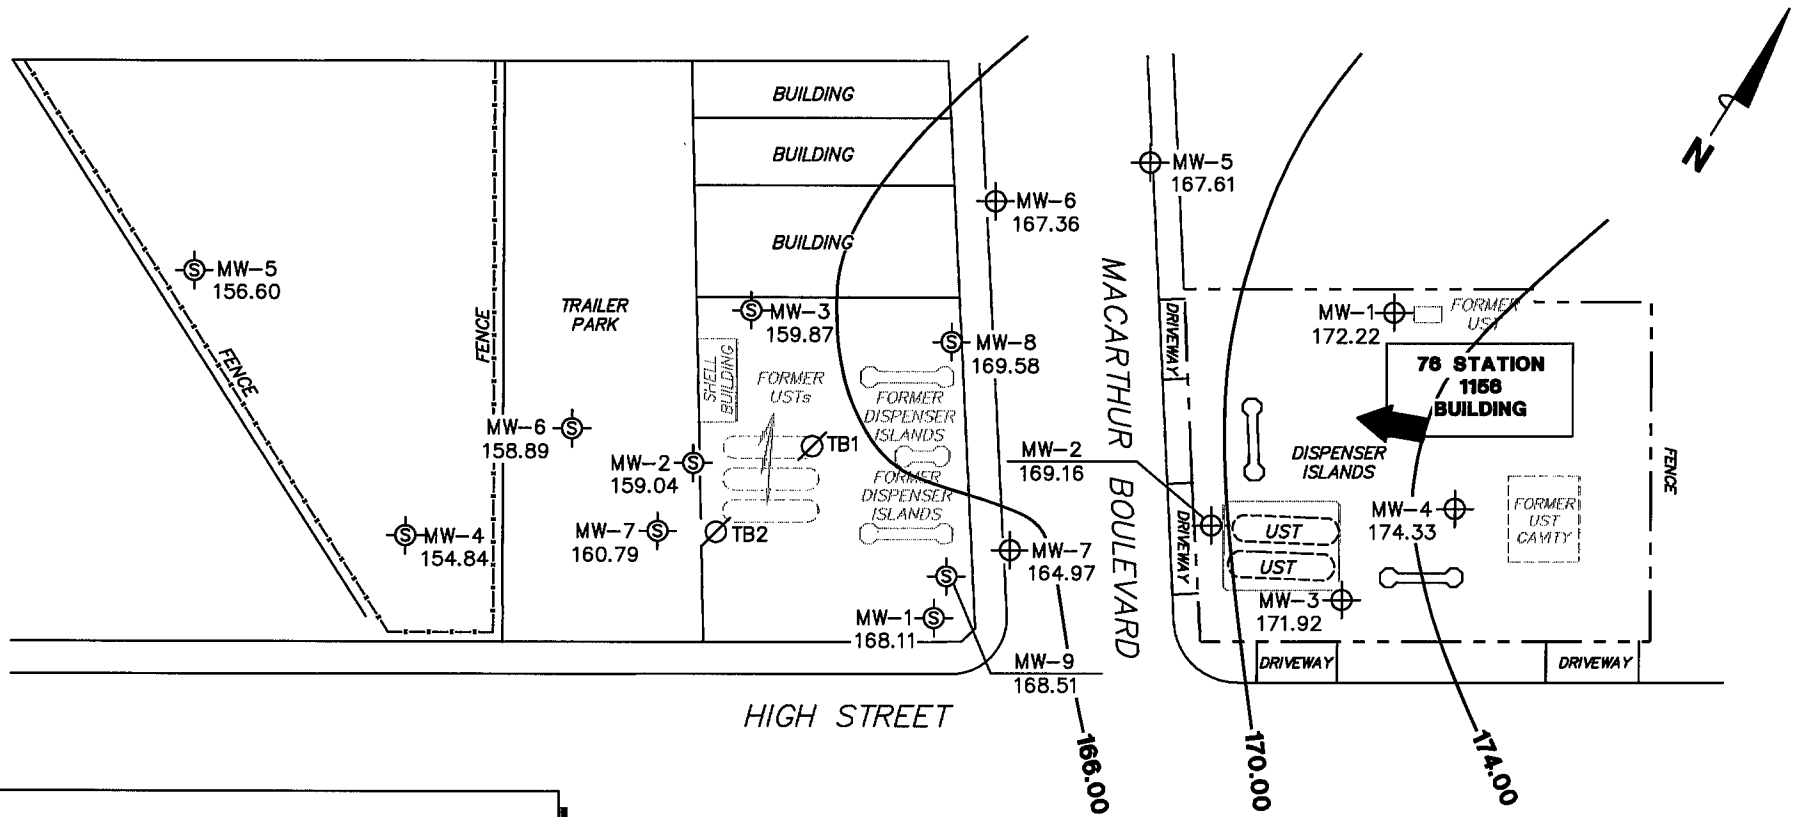 BUILDING
N
BUILDING
MW-5
167.61
MW-6
167.36
BUILDING
MW-5
156.60
TRAILER
PARK
MW-3
159.87
MACARTHUR BOULEVARD
DRIVEWAY
MW-1
172.22
FORMER
UST
FENCE
FENCE
MW-8
169.58
SHELL
BUILDING
FORMER
USTs
76 STATION
1156
BUILDING
FORMER
DISPENSER
ISLANDS
MW-6
158.89
TB1
MW-2
159.04
MW-2
169.16
DISPENSER
ISLANDS
FENCE
FORMER
DISPENSER
ISLANDS
MW-4
174.33
FORMER
UST
CAVITY
MW-4
154.84
MW-7
160.79
TB2
DRIVEWAY
UST
UST
MW-7
164.97
MW-3
171.92
MW-1
168.11
MW-9
168.51
DRIVEWAY
DRIVEWAY
HIGH STREET
166.00
170.00
174.00
S
S
S
S
S
S
S
S
S